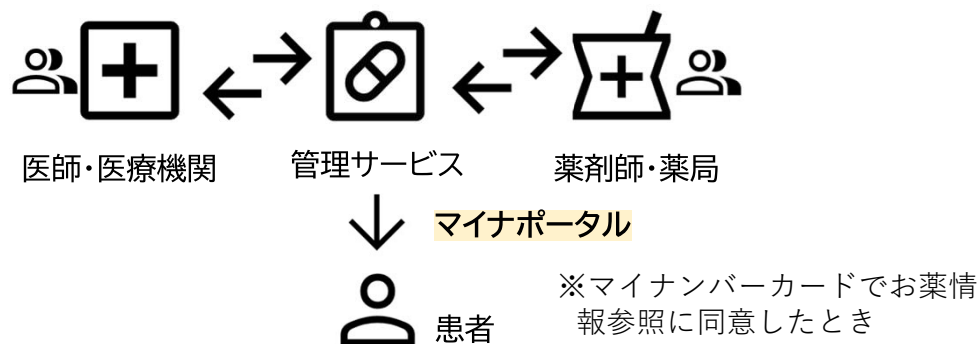 医師・医療機関
管理サービス
薬剤師・薬局
マイナポータル
※マイナンバーカードでお薬情
報参照に同意したとき
患者